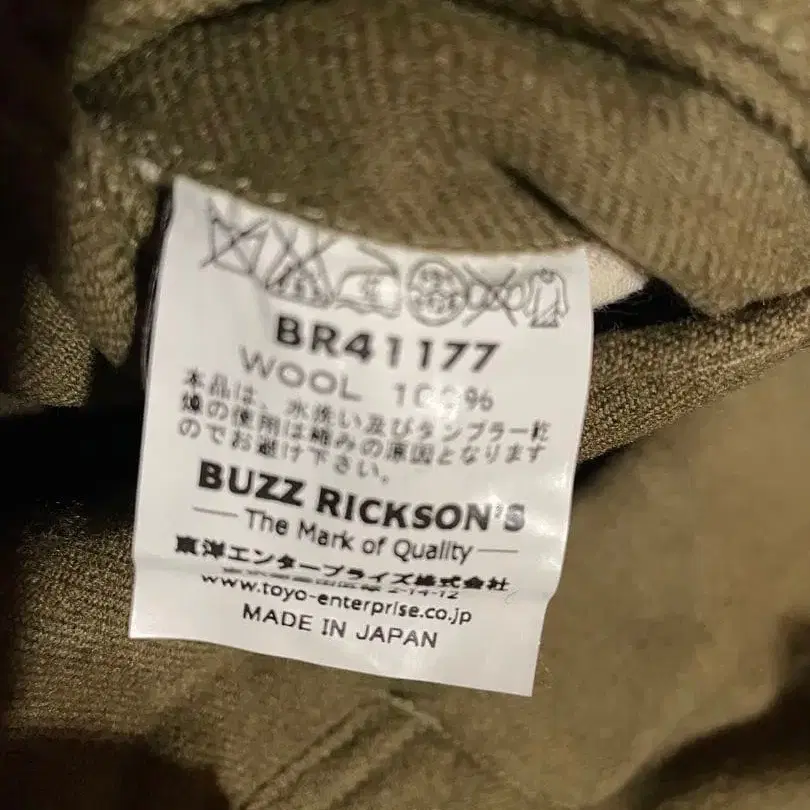 BR41177
WOOL 100%
本品は、水洗い及びタンブラー乾
燥の使用は縮みの原因となります
のでお避け下さい。
BUZZ RICKSON'S
The Mark of Quality
東洋エンタープライズ株式会社
2-14-12
www.toyo-enterprise.co.jp
MADE IN JAPAN